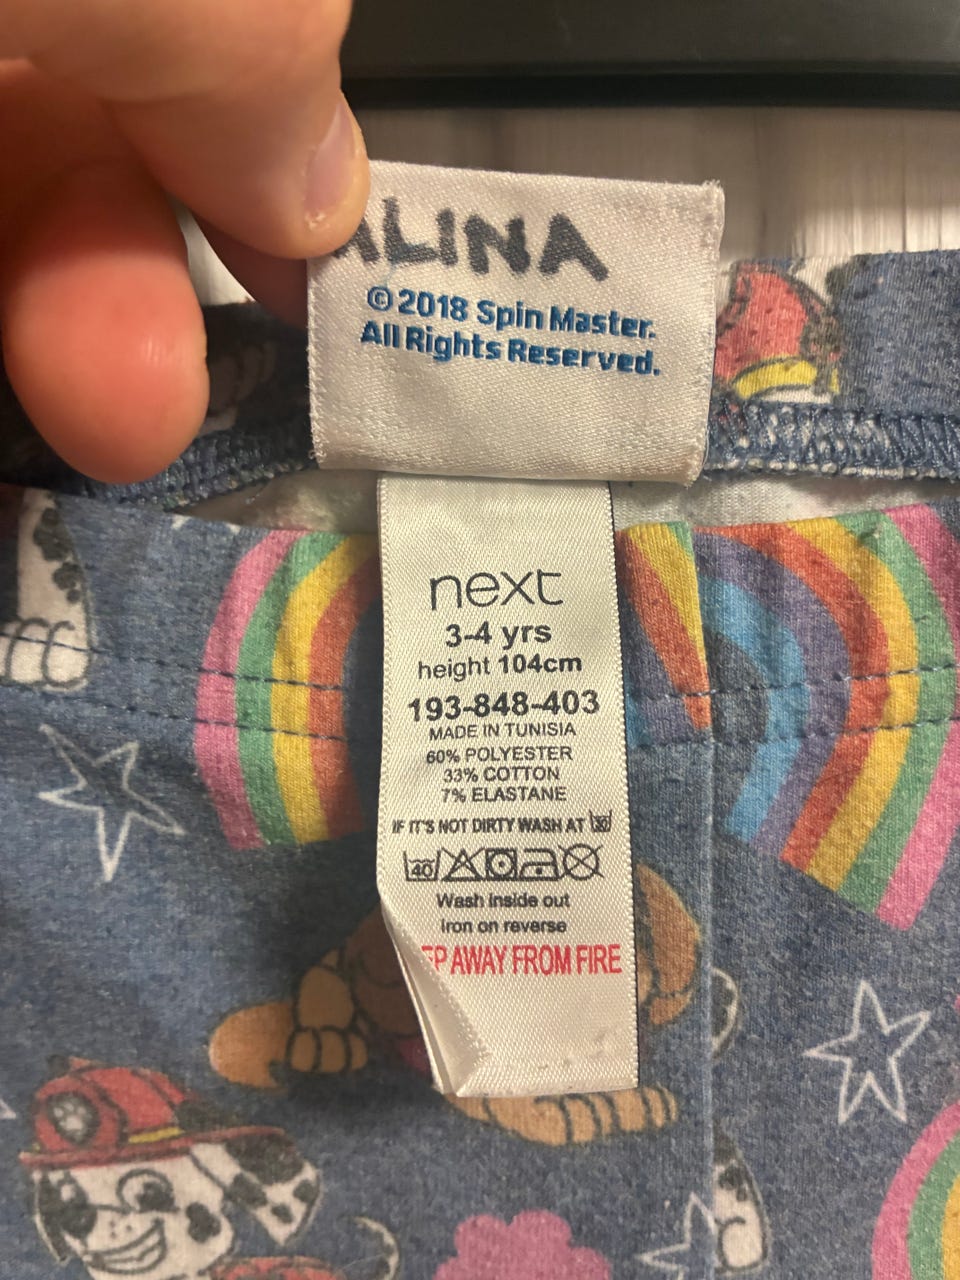 ALINA
© 2018 Spin Master.
All Rights Reserved.
next
3-4 yrs
height 104cm
193-848-403
MADE IN TUNISIA
60% POLYESTER
33% COTTON
7% ELASTANE
IF IT'S NOT DIRTY WASH AT 30
40
Wash inside out
Iron on reverse
EP AWAY FROM FIRE